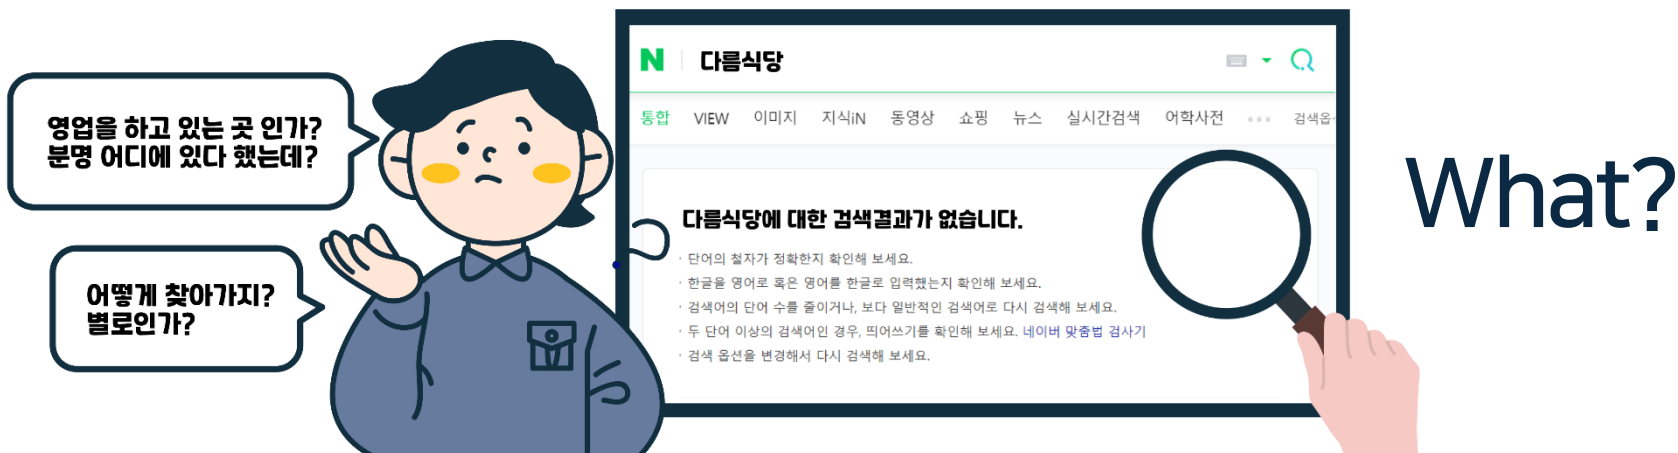 영업을 하고 있는 곳 인가?
분명 어디에 있다 했는데?
어떻게 찾아가지?
별로인가?
N 다름식당
통합 VIEW 이미지 지식iN 동영상 쇼핑 뉴스 실시간검색 어학사전 ••• 검색옵
다름식당에 대한 검색결과가 없습니다.
· 단어의 철자가 정확한지 확인해 보세요.
· 한글을 영어로 혹은 영어를 한글로 입력했는지 확인해 보세요.
· 검색어의 단어 수를 줄이거나, 보다 일반적인 검색어로 다시 검색해 보세요.
· 두 단어 이상의 검색어인 경우, 띄어쓰기를 확인해 보세요. 네이버 맞춤법 검사기
· 검색 옵션을 변경해서 다시 검색해 보세요.
What?